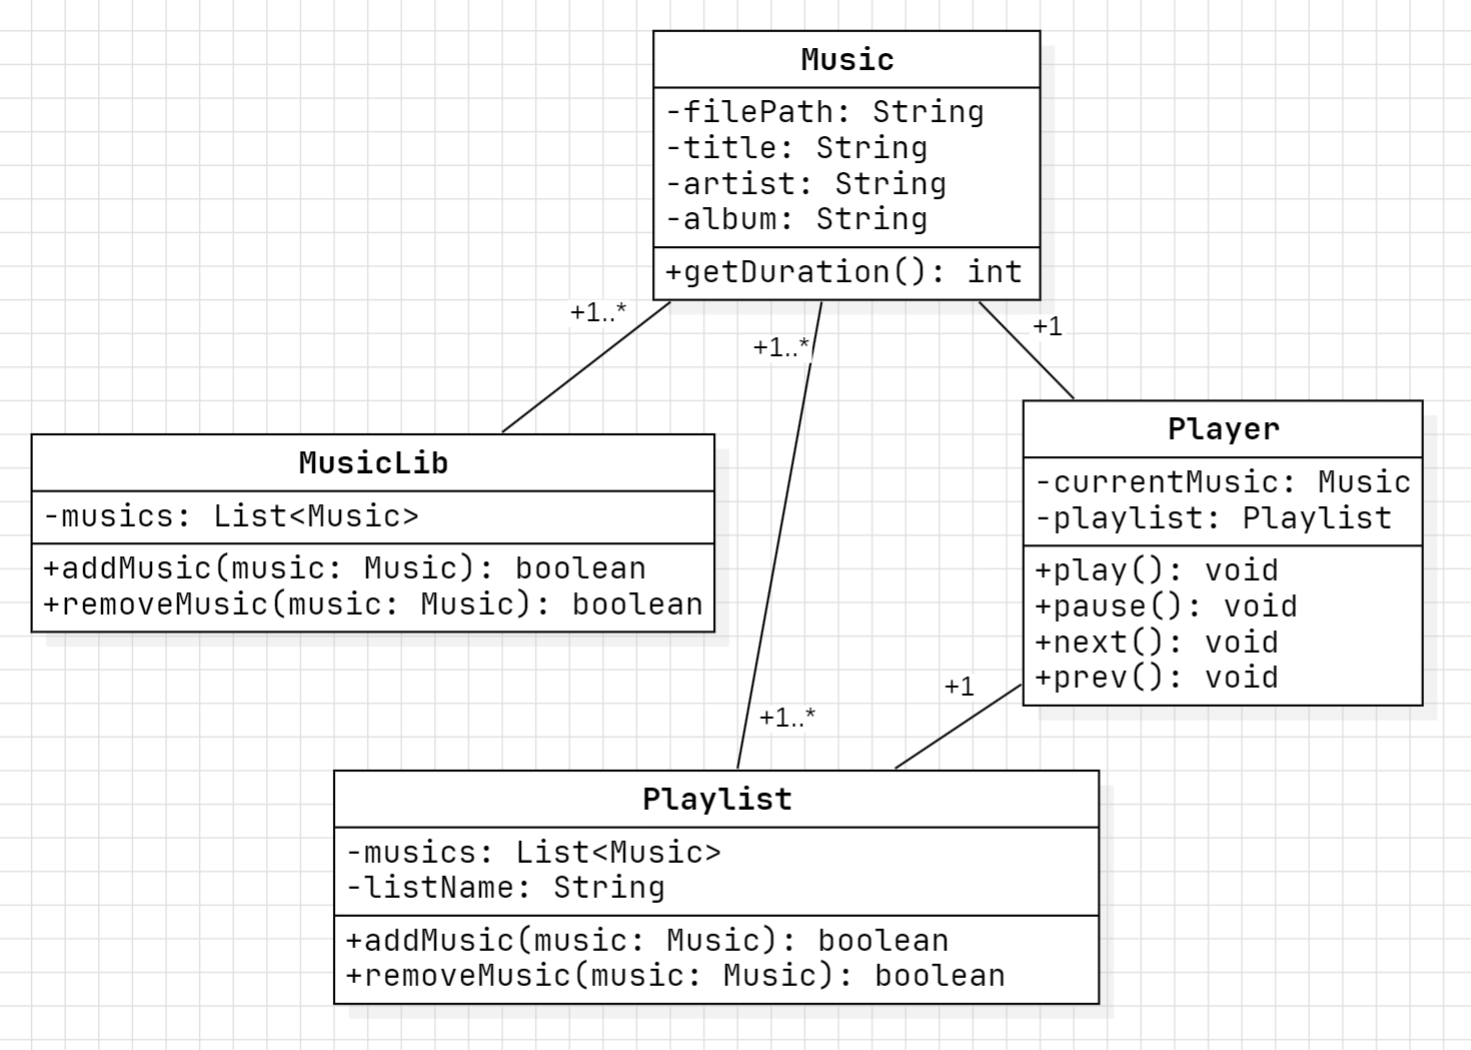 Music
-filePath: String
-title: String
-artist: String
-album: String
+getDuration(): int
+1..*
+1..*
+1
MusicLib
-musics: List<Music>
+addMusic(music: Music): boolean
+removeMusic(music: Music): boolean
Player
-currentMusic: Music
-playlist: Playlist
+play(): void
+pause(): void
+next(): void
+prev(): void
+1
+1..*
Playlist
-musics: List<Music>
-listName: String
+addMusic(music: Music): boolean
+removeMusic(music: Music): boolean